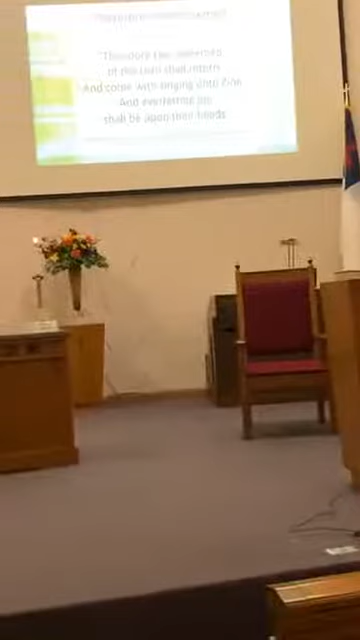 "Therefore the redeemed
of the Lord shall return
And come with singing unto Zion
And everlasting joy
shall be upon their heads